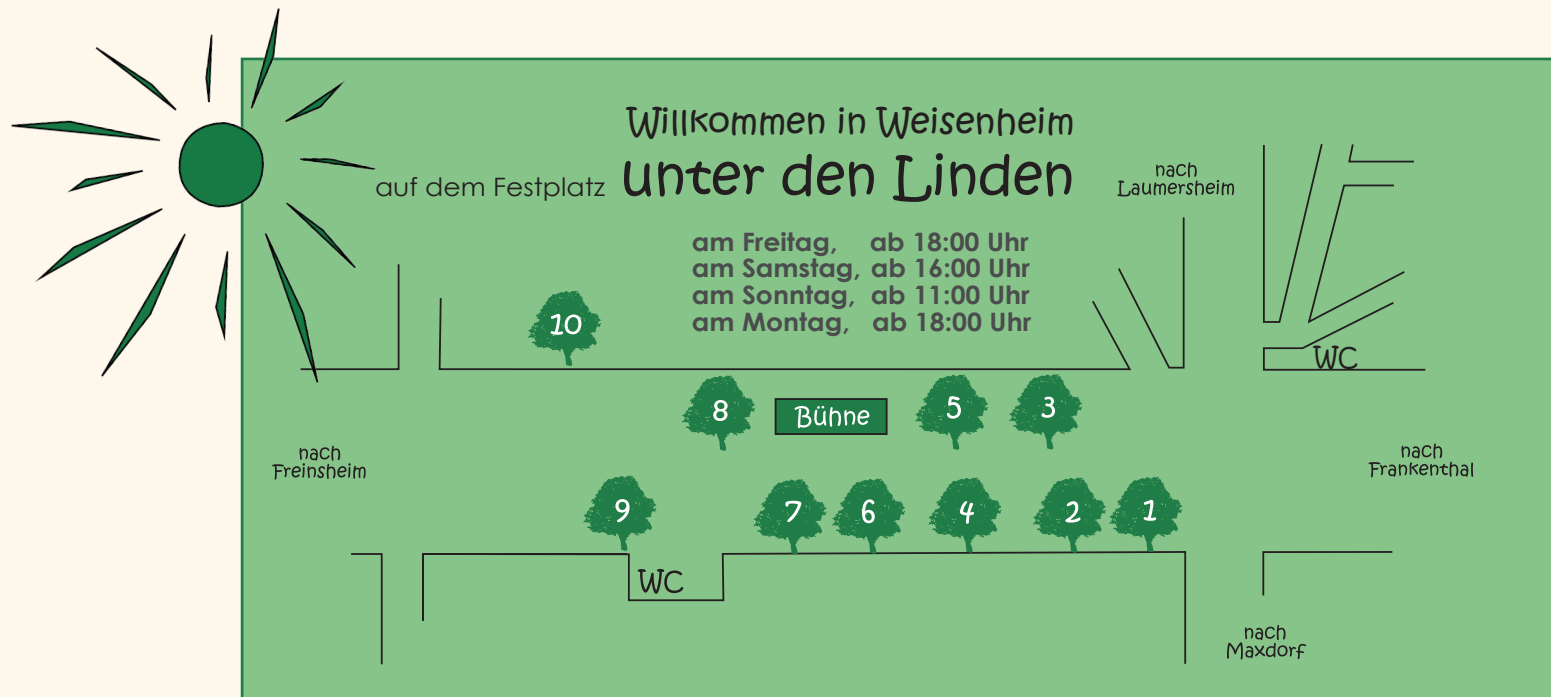 Willkommen in Weisenheim
auf dem Festplatz unter den Linden
nach
Laumersheim
am Freitag, ab 18:00 Uhr
am Samstag, ab 16:00 Uhr
am Sonntag, ab 11:00 Uhr
am Montag, ab 18:00 Uhr
10
WC
8 Bühne 5 3
nach
Freinsheim
nach
Frankenthal
9 7 6 4 2 1
WC
nach
Maxdorf